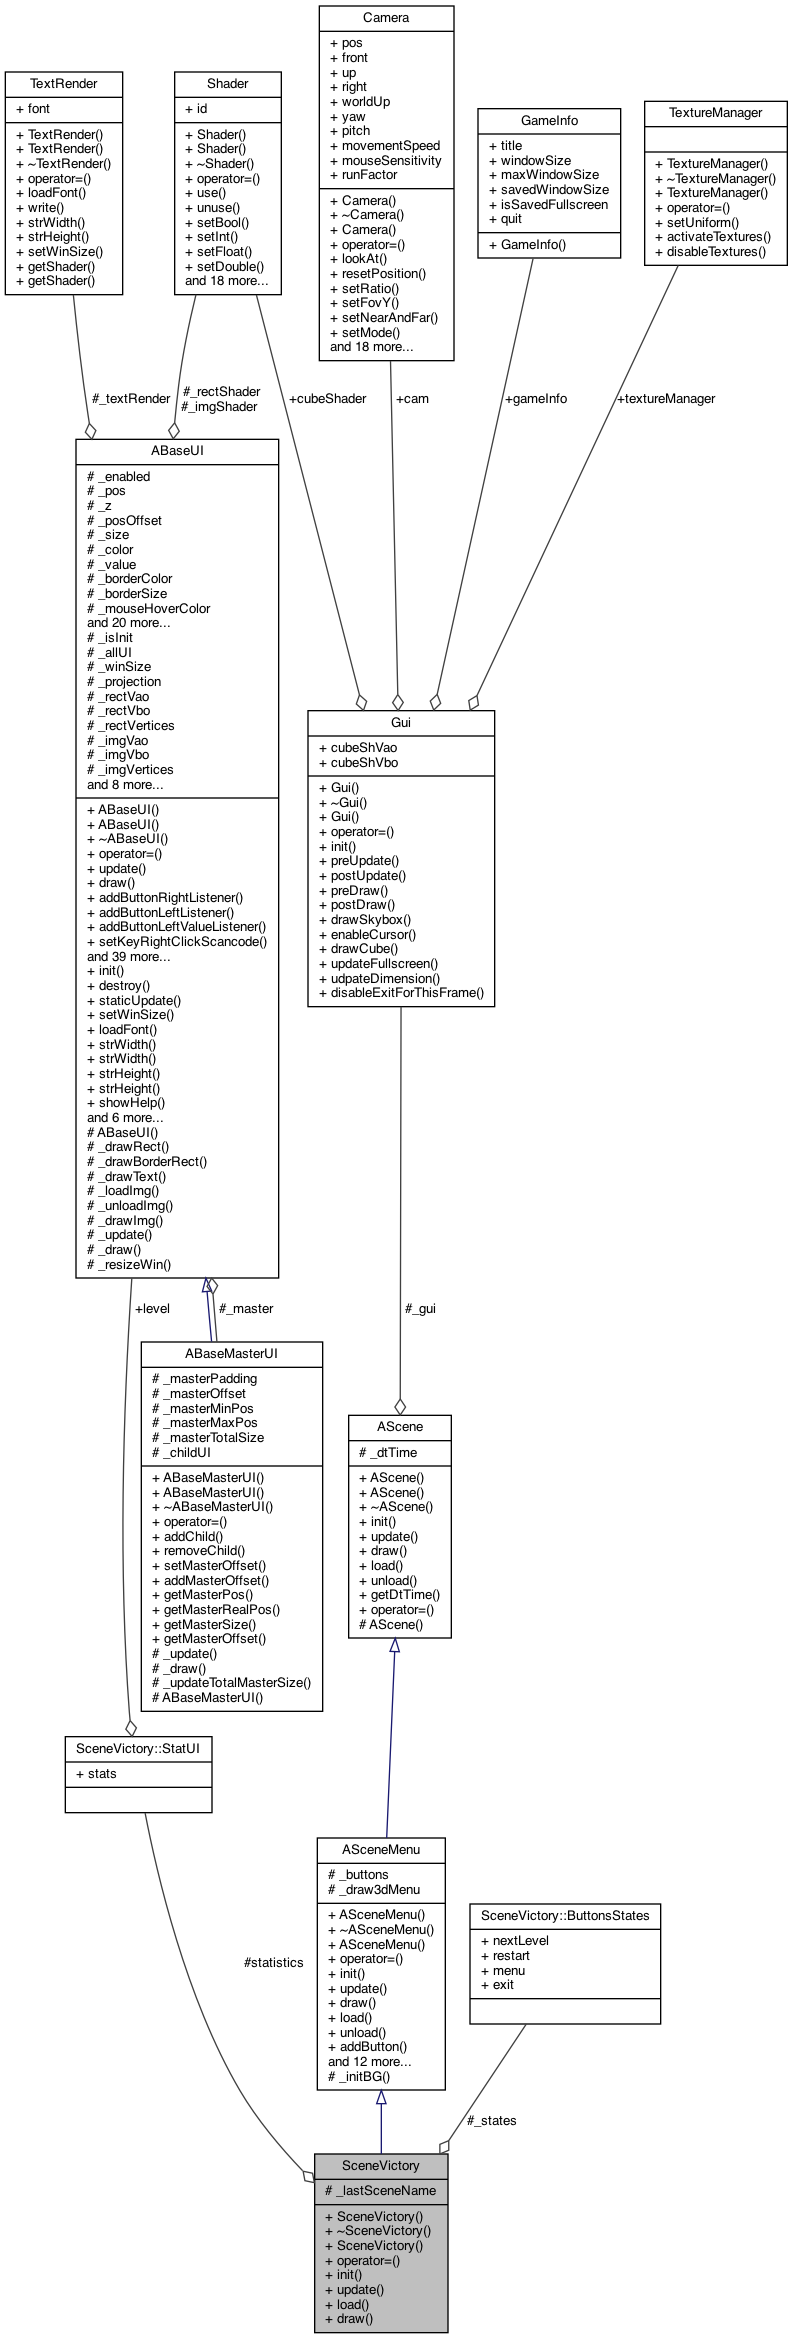 Camera
+ pos
+ front
+ up
+ right
+ worldUp
+ yaw
+ pitch
+ movementSpeed
+ mouseSensitivity
+ runFactor
+ Camera()
+ ~Camera()
+ Camera()
+ operator=()
+ lookAt()
+ resetPosition()
+ setRatio()
+ setFovY()
+ setNearAndFar()
+ setMode()
and 18 more...
TextRender
+ font
+ TextRender()
+ TextRender()
+ ~TextRender()
+ operator=()
+ loadFont()
+ write()
+ strWidth()
+ strHeight()
+ setWinSize()
+ getShader()
+ getShader()
Shader
+ id
+ Shader()
+ Shader()
+ ~Shader()
+ operator=()
+ use()
+ unuse()
+ setBool()
+ setInt()
+ setFloat()
+ setDouble()
and 18 more...
GameInfo
+ title
+ windowSize
+ maxWindowSize
+ savedWindowSize
+ isSavedFullscreen
+ quit
+ GameInfo()
TextureManager
+ TextureManager()
+ ~TextureManager()
+ TextureManager()
+ operator=()
+ setUniform()
+ activateTextures()
+ disableTextures()
#_textRender
#_rectShader
#_imgShader
+cubeShader
+cam
+gameInfo
+textureManager
ABaseUI
# _enabled
# _pos
# _z
# _posOffset
# _size
# _color
# _value
# _borderColor
# _borderSize
# _mouseHoverColor
and 20 more...
# _isInit
# _allUI
# _winSize
# _projection
# _rectVao
# _rectVbo
# _rectVertices
# _imgVao
# _imgVbo
# _imgVertices
and 8 more...
+ ABaseUI()
+ ABaseUI()
+ ~ABaseUI()
+ operator=()
+ update()
+ draw()
+ addButtonRightListener()
+ addButtonLeftListener()
+ addButtonLeftValueListener()
+ setKeyRightClickScancode()
and 39 more...
+ init()
+ destroy()
+ staticUpdate()
+ setWinSize()
+ loadFont()
+ strWidth()
+ strWidth()
+ strHeight()
+ strHeight()
+ showHelp()
and 6 more...
# ABaseUI()
# _drawRect()
# _drawBorderRect()
# _drawText()
# _loadImg()
# _unloadImg()
# _drawImg()
# _update()
# _draw()
# _resizeWin()
Gui
+ cubeShVao
+ cubeShVbo
+ Gui()
+ ~Gui()
+ Gui()
+ operator=()
+ init()
+ preUpdate()
+ postUpdate()
+ preDraw()
+ postDraw()
+ drawSkybox()
+ enableCursor()
+ drawCube()
+ updateFullscreen()
+ udpateDimension()
+ disableExitForThisFrame()
+level
#_master
#_gui
ABaseMasterUI
# _masterPadding
# _masterOffset
# _masterMinPos
# _masterMaxPos
# _masterTotalSize
# _childUI
+ ABaseMasterUI()
+ ABaseMasterUI()
+ ~ABaseMasterUI()
+ operator=()
+ addChild()
+ removeChild()
+ setMasterOffset()
+ addMasterOffset()
+ getMasterPos()
+ getMasterRealPos()
+ getMasterSize()
+ getMasterOffset()
# _update()
# _draw()
# _updateTotalMasterSize()
# ABaseMasterUI()
AScene
# _dtTime
+ AScene()
+ AScene()
+ ~AScene()
+ init()
+ update()
+ draw()
+ load()
+ unload()
+ getDtTime()
+ operator=()
# AScene()
SceneVictory::StatUI
+ stats
ASceneMenu
# _buttons
# _draw3dMenu
+ ASceneMenu()
+ ~ASceneMenu()
+ ASceneMenu()
+ operator=()
+ init()
+ update()
+ draw()
+ load()
+ unload()
+ addButton()
and 12 more...
# _initBG()
SceneVictory::ButtonsStates
+ nextLevel
+ restart
+ menu
+ exit
#statistics
#_states
SceneVictory
# _lastSceneName
+ SceneVictory()
+ ~SceneVictory()
+ SceneVictory()
+ operator=()
+ init()
+ update()
+ load()
+ draw()